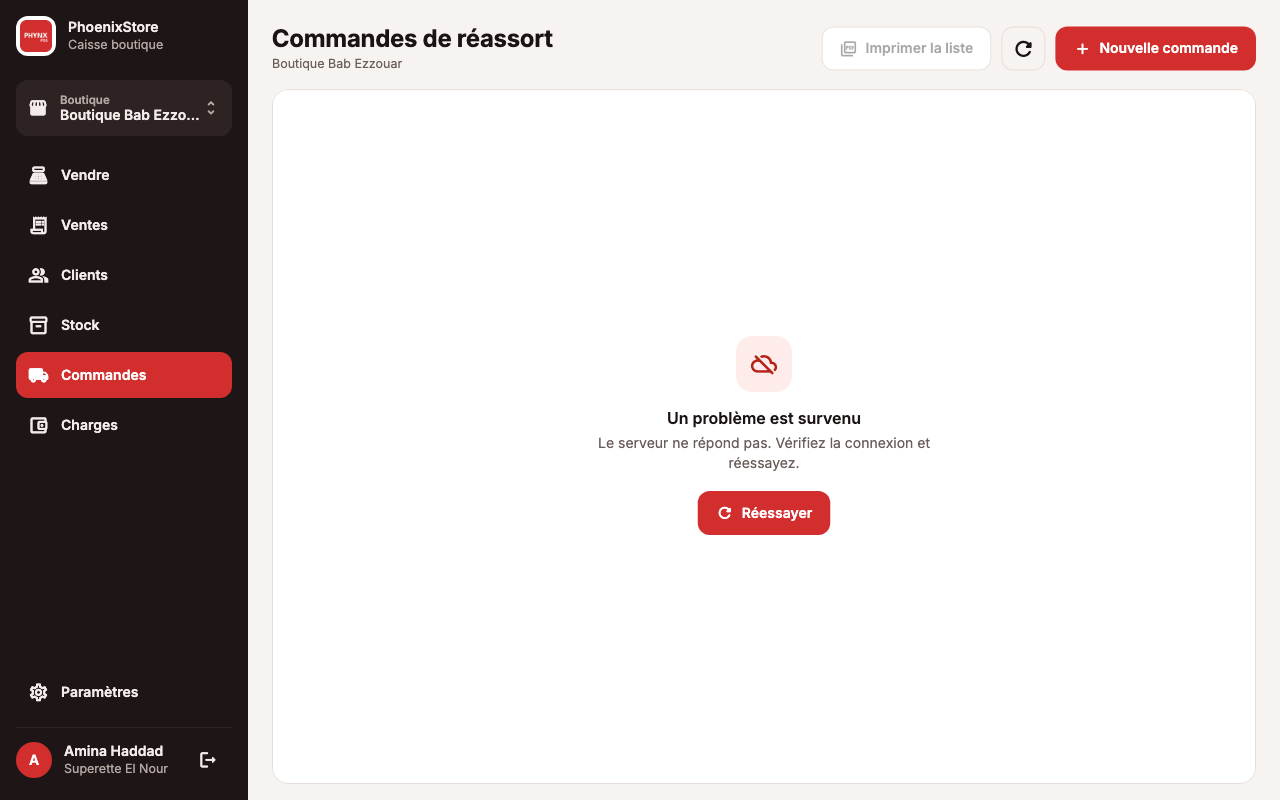 PHYNX
POS
PhoenixStore
Caisse boutique
Boutique
Boutique Bab Ezzo...
Vendre
Ventes
Clients
Stock
Commandes
Charges
Paramètres
A
Amina Haddad
Superette El Nour
Commandes de réassort
Boutique Bab Ezzouar
Imprimer la liste
Nouvelle commande
Un problème est survenu
Le serveur ne répond pas. Vérifiez la connexion et
réessayez.
Réessayer